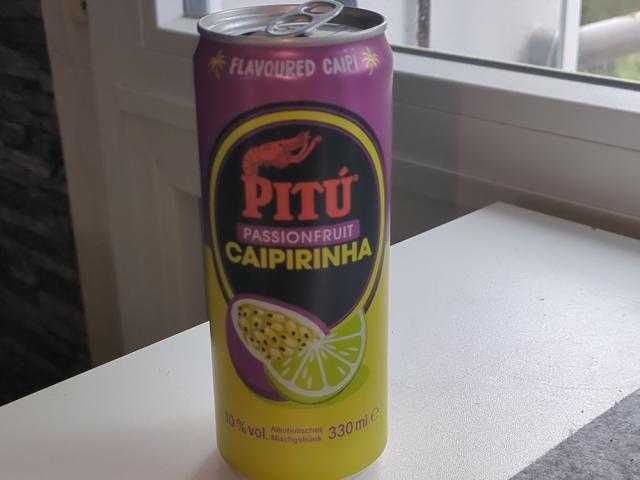 FLAVOURED CAIPI
PITÚ
PASSIONFRUIT
CAIPIRINHA
10% vol. Alkoholisches Mischgetränk 330 ml ℮